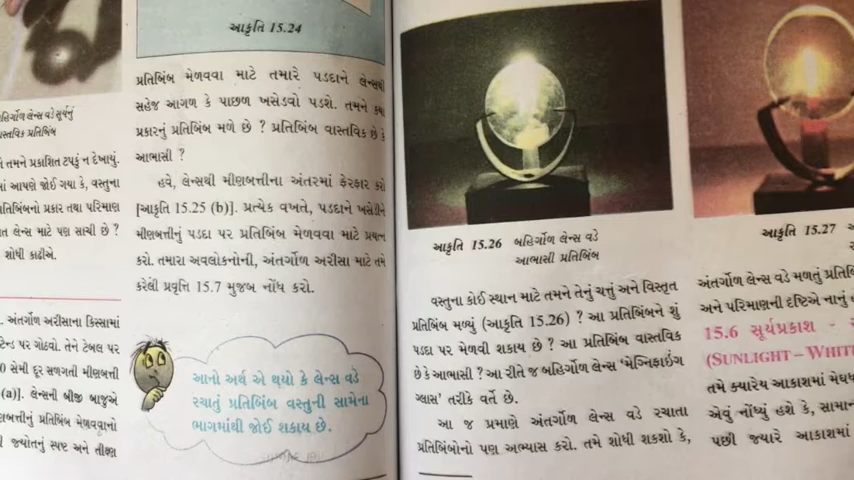 આકૃતિ 15.24
લેન્સ વડે સૂર્યનું
પ્રતિબિંબ
તમને પ્રકાશિત ટપકું ન દેખાયું.
આપણે જોઈ ગયા કે, વસ્તુના
પ્રકાર તથા પરિમાણ
લેન્સ માટે પણ સાચી છે ?
શોધી કાઢીએ.
અંતર્ગોળ અરીસાના કિસ્સામાં
પર ગોઠવો. તેને ટેબલ પર
સેમી દૂર સળગતી મીણબત્તી
(a)]. લેન્સની બીજી બાજુએ
પ્રતિબિંબ મેળવવાનો
જ્યોતનું સ્પષ્ટ અને તીક્ષ્ણ
પ્રતિબિંબ મેળવવા માટે તમારે પડદાને લેન્સથી
સહેજ આગળ કે પાછળ ખસેડવો પડશે. તમને કયા
પ્રકારનું પ્રતિબિંબ મળે છે ? પ્રતિબિંબ વાસ્તવિક છે કે
આભાસી ?
હવે, લેન્સથી મીણબત્તીના અંતરમાં ફેરફાર કરો
[આકૃતિ 15.25 (b)]. પ્રત્યેક વખતે, પડદાને ખસેડીને
મીણબત્તીનું પડદા પર પ્રતિબિંબ મેળવવા માટે પ્રયત્ન
કરો. તમારા અવલોકનોની, અંતર્ગોળ અરીસા માટે તમે
કરેલી પ્રવૃત્તિ 15.7 મુજબ નોંધ કરો.
આનો અર્થ એ થયો કે લેન્સ વડે
રચાતું પ્રતિબિંબ વસ્તુની સામેના
ભાગમાંથી જોઈ શકાય છે.
આકૃતિ 15.26 બહિર્ગોળ લેન્સ વડે
આભાસી પ્રતિબિંબ
વસ્તુના કોઈ સ્થાન માટે તમને તેનું ચત્તું અને વિસ્તૃત
પ્રતિબિંબ મળ્યું (આકૃતિ 15.26) ? આ પ્રતિબિંબને શું
પડદા પર મેળવી શકાય છે ? આ પ્રતિબિંબ વાસ્તવિક
છે કે આભાસી ? આ રીતે જ બહિર્ગોળ લેન્સ 'મેગ્નિફાઇંગ
ગ્લાસ' તરીકે વર્તે છે.
આ જ પ્રમાણે અંતર્ગોળ લેન્સ વડે રચાતા
પ્રતિબિંબોનો પણ અભ્યાસ કરો. તમે શોધી શકશો કે,
આકૃતિ 15.27
અંતર્ગોળ લેન્સ વડે મળતું
અને પરિમાણની દૃષ્ટિએ નાનું
15.6 સૂર્યપ્રકાશ -
(SUNLIGHT – WHITE
તમે ક્યારેય આકાશમાં
એવું નોંધ્યું હશે કે,
પછી જ્યારે આકાશમાં